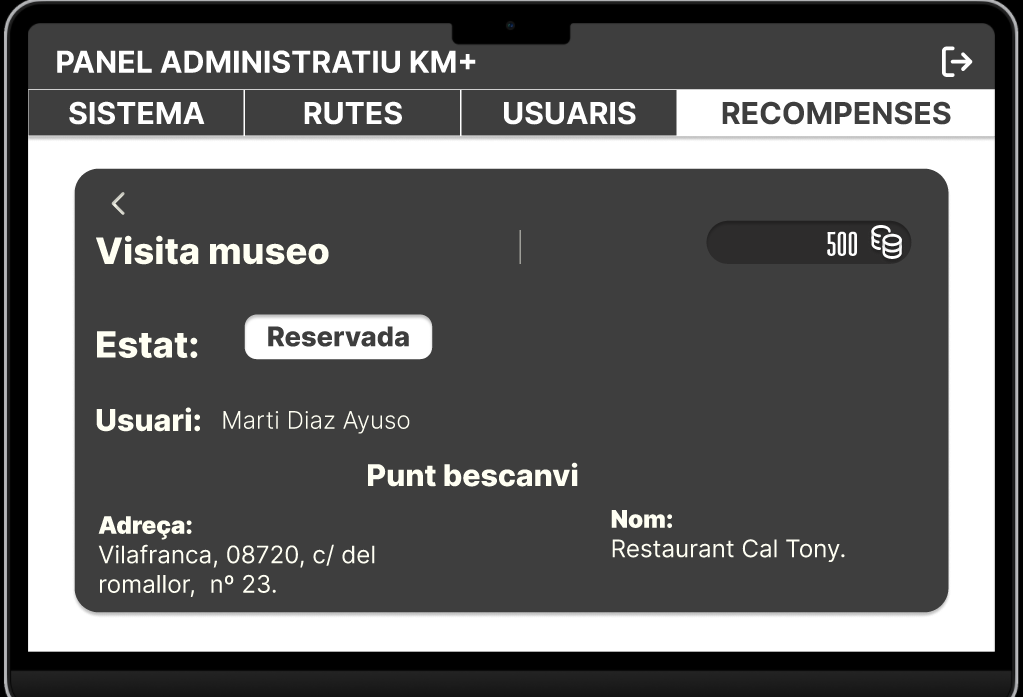 PANEL ADMINISTRATIU KM+
SISTEMA
RUTES
USUARIS
RECOMPENSES
Visita museo
500
Estat:
Reservada
Usuari:
Marti Diaz Ayuso
Punt bescanvi
Adreça:
Vilafranca, 08720, c/ del
romallor,  nº 23.
Nom:
Restaurant Cal Tony.